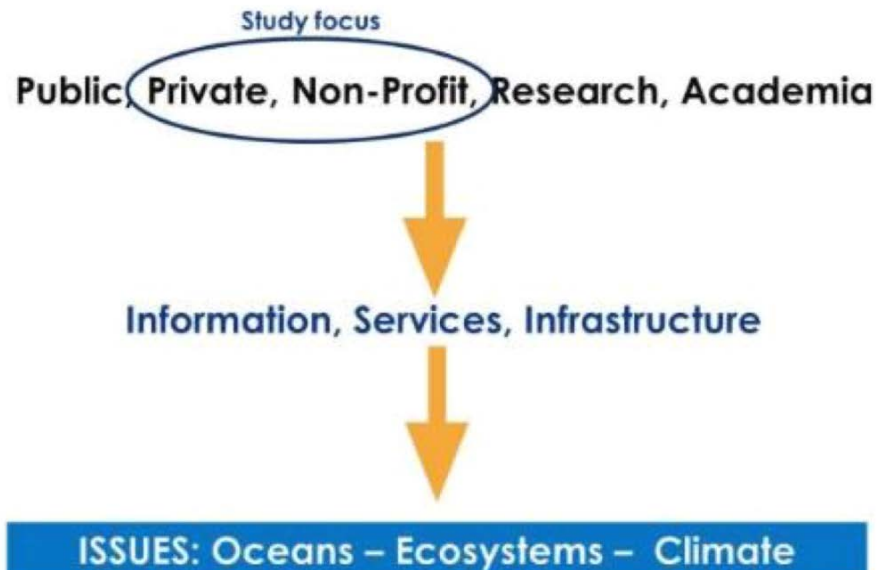 Study focus
Public, Private, Non-Profit, Research, Academia
Information, Services, Infrastructure
ISSUES: Oceans – Ecosystems – Climate